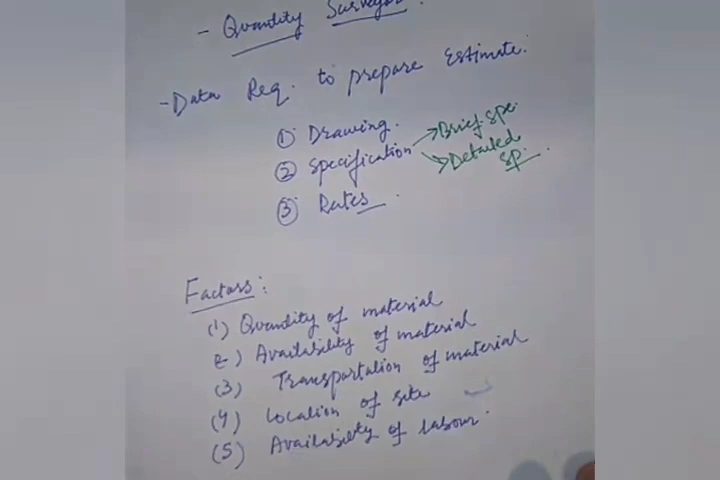 - Quantity Surveyor.
- Data Req. to prepare Estimate.
① Drawing.
② Specification → Brief. spe.
→ Detailed sp.
③ Rates.
Factors:
(1) Quantity of material
2) Availability of material
(3) Transportation of material
(4) Location of site
(5) Availability of labour.